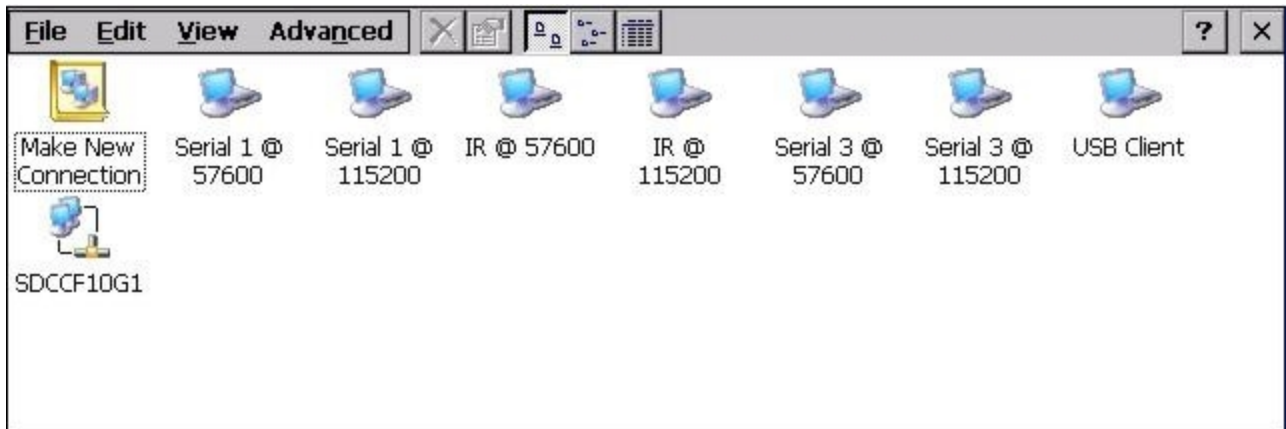 File Edit View Advanced ? ×
Make New Connection
Serial 1 @ 57600
Serial 1 @ 115200
IR @ 57600
IR @ 115200
Serial 3 @ 57600
Serial 3 @ 115200
USB Client
SDCCF10G1